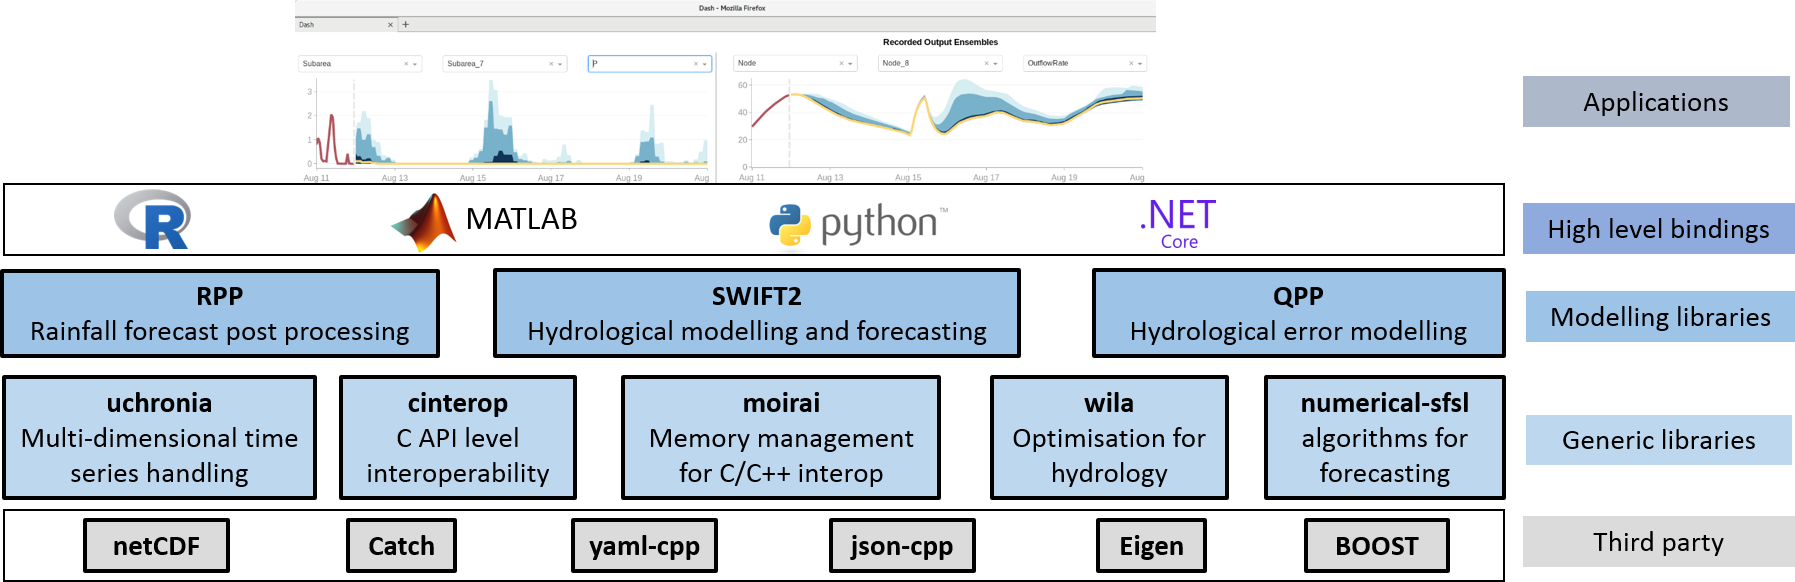 Dash - Mozilla Firefox
Dash × +
Recorded Output Ensembles
Subarea × Subarea_7 × P ×
Node × Node_8 × OutflowRate ×
3
2
1
0
Aug 11 Aug 13 Aug 15 Aug 17 Aug 19 Aug
60
40
20
0
Aug 11 Aug 13 Aug 15 Aug 17 Aug 19 Aug
Applications
R MATLAB python™ .NET
Core
High level bindings
RPP
Rainfall forecast post processing
SWIFT2
Hydrological modelling and forecasting
QPP
Hydrological error modelling
Modelling libraries
uchronia
Multi-dimensional time
series handling
cinterop
C API level
interoperability
moirai
Memory management
for C/C++ interop
wila
Optimisation for
hydrology
numerical-sfsl
algorithms for
forecasting
Generic libraries
netCDF Catch yaml-cpp json-cpp Eigen BOOST
Third party